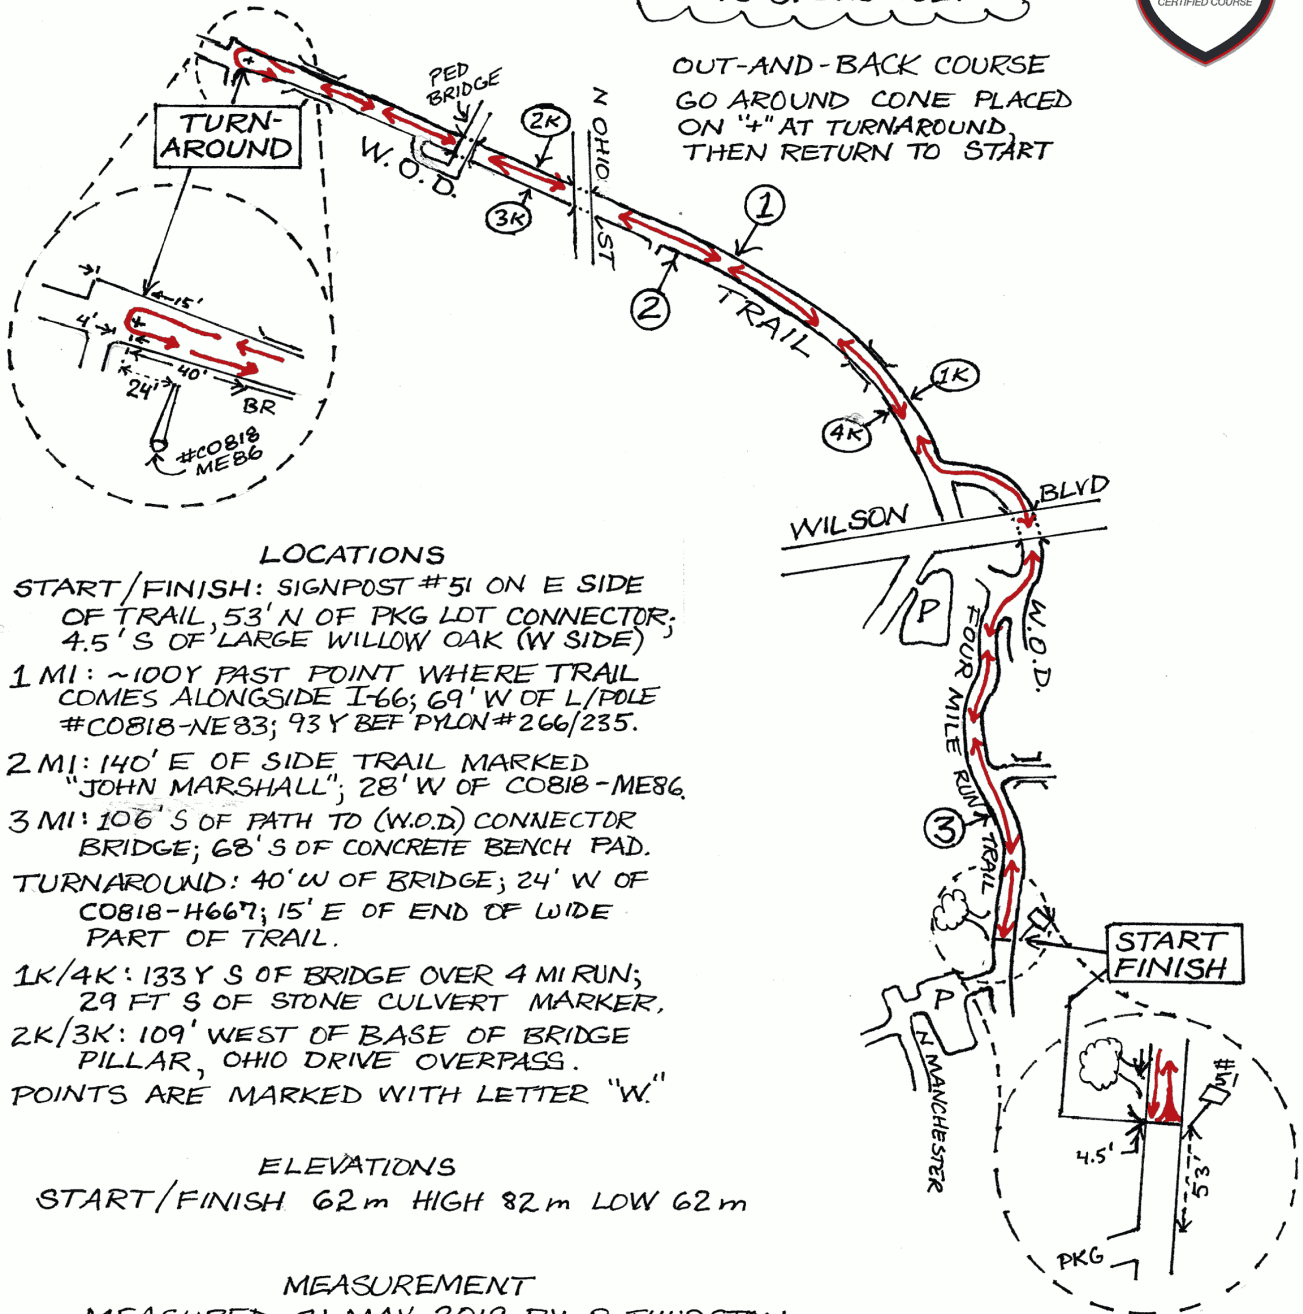 CERTIFIED COURSE
OUT-AND-BACK COURSE
GO AROUND CONE PLACED
ON "+" AT TURNAROUND,
THEN RETURN TO START
PED
BRIDGE
2K
N OHIO
ST
TURN-
AROUND
W. O. D.
3K
1
2
TRAIL
15'
4'
+
40'
24'
BR
#C0818
ME86
1K
4K
WILSON
BLVD
P
W.O.D.
FOUR MILE RUN TRAIL
3
START
FINISH
P
N MANCHESTER
#51
4.5'
53'
PKG
LOCATIONS
START/FINISH: SIGNPOST #51 ON E SIDE
OF TRAIL, 53' N OF PKG LOT CONNECTOR;
4.5' S OF LARGE WILLOW OAK (W SIDE)
1 MI: ~100Y PAST POINT WHERE TRAIL
COMES ALONGSIDE I-66; 69' W OF L/POLE
#C0818-NE83; 93 Y BEF PYLON #266/235.
2 MI: 140' E OF SIDE TRAIL MARKED
"JOHN MARSHALL"; 28' W OF C0818-ME86.
3 MI: 106' S OF PATH TO (W.O.D) CONNECTOR
BRIDGE; 68' S OF CONCRETE BENCH PAD.
TURNAROUND: 40' W OF BRIDGE; 24' W OF
C0818-H667; 15' E OF END OF WIDE
PART OF TRAIL.
1K/4K: 133 Y S OF BRIDGE OVER 4 MI RUN;
29 FT S OF STONE CULVERT MARKER.
2K/3K: 109' WEST OF BASE OF BRIDGE
PILLAR, OHIO DRIVE OVERPASS.
POINTS ARE MARKED WITH LETTER "W."
ELEVATIONS
START/FINISH 62m HIGH 82m LOW 62m
MEASUREMENT